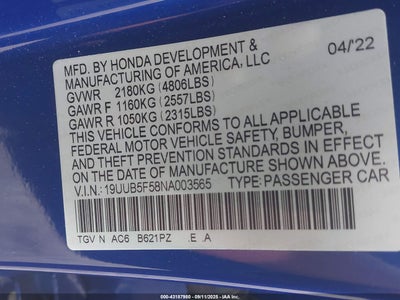 MFD. BY HONDA DEVELOPMENT & 04/'22
MANUFACTURING OF AMERICA, LLC
GVWR 2180KG (4806LBS)
GAWR F 1160KG (2557LBS)
GAWR R 1050KG (2315LBS)
THIS VEHICLE CONFORMS TO ALL APPLICABLE
FEDERAL MOTOR VEHICLE SAFETY, BUMPER,
AND THEFT PREVENTION STANDARDS IN EFFECT
ON THE DATE OF MANUFACTURE SHOWN ABOVE.
V.I.N.: 19UUB5F58NA003565 TYPE: PASSENGER CAR
TGV N AC6 B621PZ E A
000-43187980 - 09/11/2025 - IAA Inc.